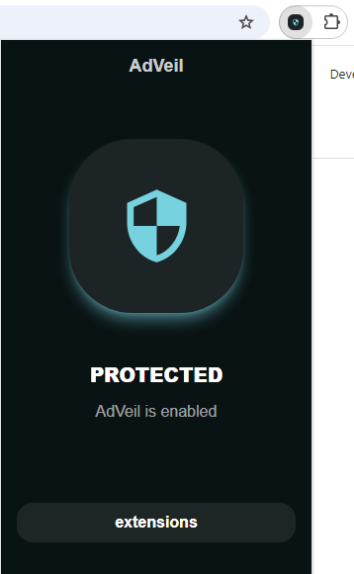 AdVeil
Deve
PROTECTED
AdVeil is enabled
extensions